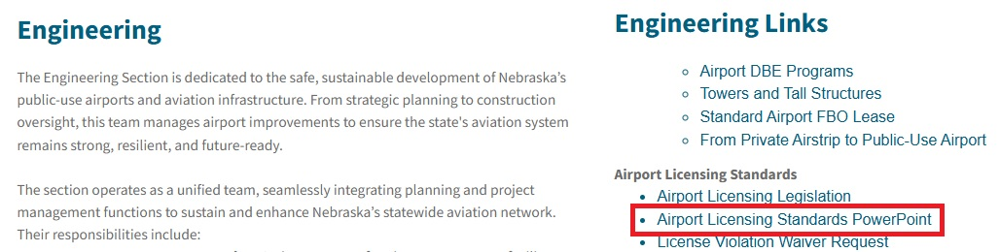 Engineering
The Engineering Section is dedicated to the safe, sustainable development of Nebraska's
public-use airports and aviation infrastructure. From strategic planning to construction
oversight, this team manages airport improvements to ensure the state's aviation system
remains strong, resilient, and future-ready.
The section operates as a unified team, seamlessly integrating planning and project
management functions to sustain and enhance Nebraska's statewide aviation network.
Their responsibilities include:
Engineering Links
Airport DBE Programs
Towers and Tall Structures
Standard Airport FBO Lease
From Private Airstrip to Public-Use Airport
Airport Licensing Standards
Airport Licensing Legislation
Airport Licensing Standards PowerPoint
License Violation Waiver Request